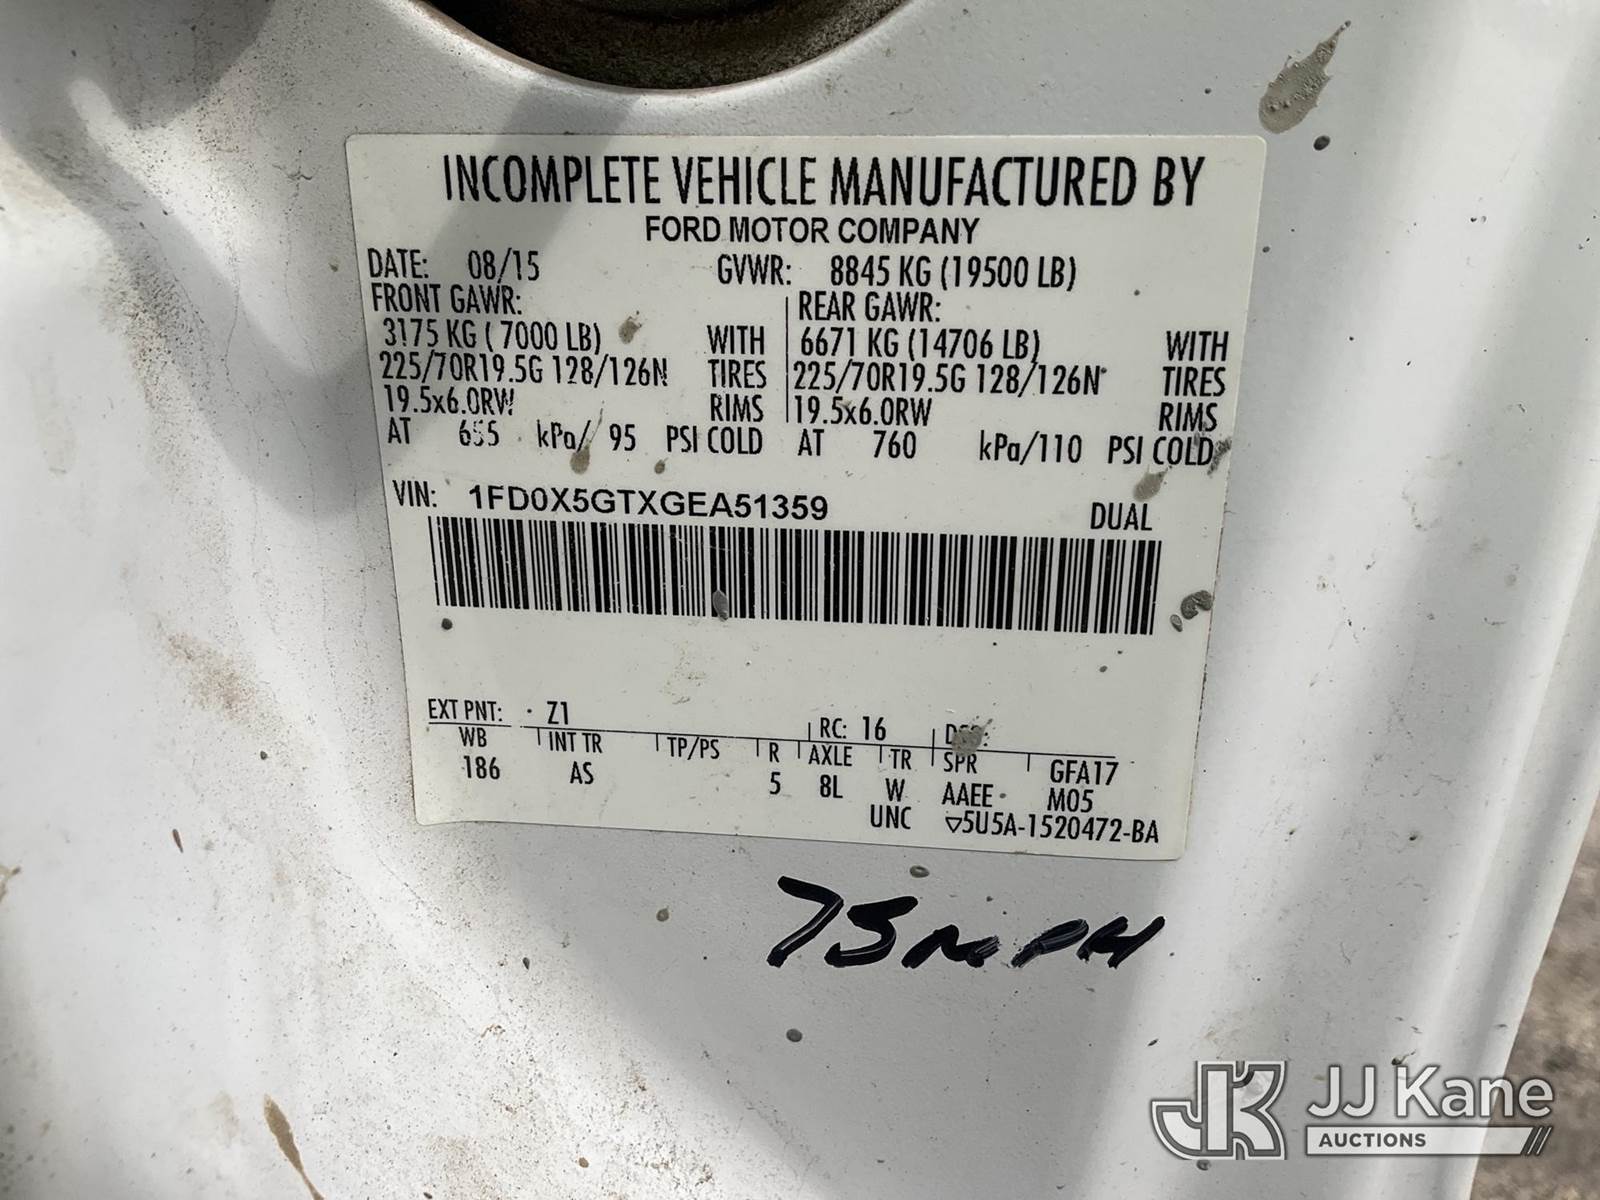 INCOMPLETE VEHICLE MANUFACTURED BY
FORD MOTOR COMPANY
DATE: 08/15 GVWR: 8845 KG (19500 LB)
FRONT GAWR: REAR GAWR:
3175 KG ( 7000 LB) WITH 6671 KG (14706 LB) WITH
225/70R19.5G 128/126N TIRES 225/70R19.5G 128/126N TIRES
19.5x6.0RW RIMS 19.5x6.0RW RIMS
AT 655 kPa/ 95 PSI COLD AT 760 kPa/110 PSI COLD
VIN: 1FD0X5GTXGEA51359 DUAL
EXT PNT: Z1 RC: 16
WB INT TR TP/PS R AXLE TR SPR GFA17
186 AS 5 8L W AAEE M05
UNC ▽5U5A-1520472-BA
75 MPH
JK JJ Kane
AUCTIONS